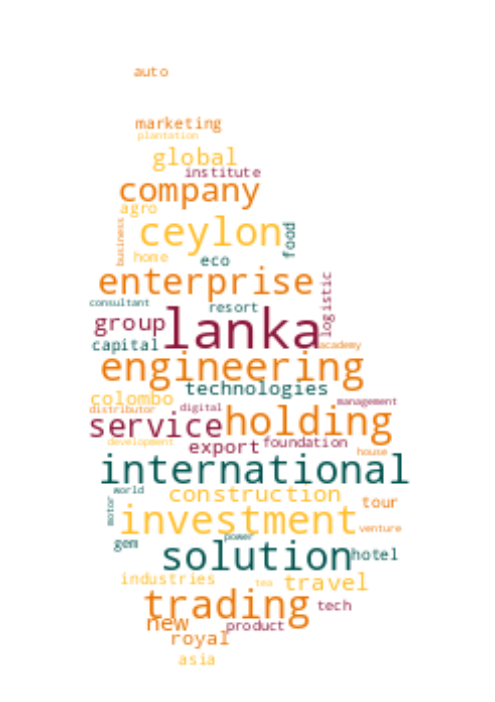 auto
marketing
plantation
global
institute
company
agro
business
ceylon
food
home
eco
enterprise
logistic
consultant
resort
group
lanka
capital
academy
engineering
technologies
colombo
management
distributor
digital
service
holding
development
export
foundation
house
international
world
construction
motor
tour
investment
venture
gem
power
solution
hotel
industries
tea
travel
trading
tech
new
product
royal
asia